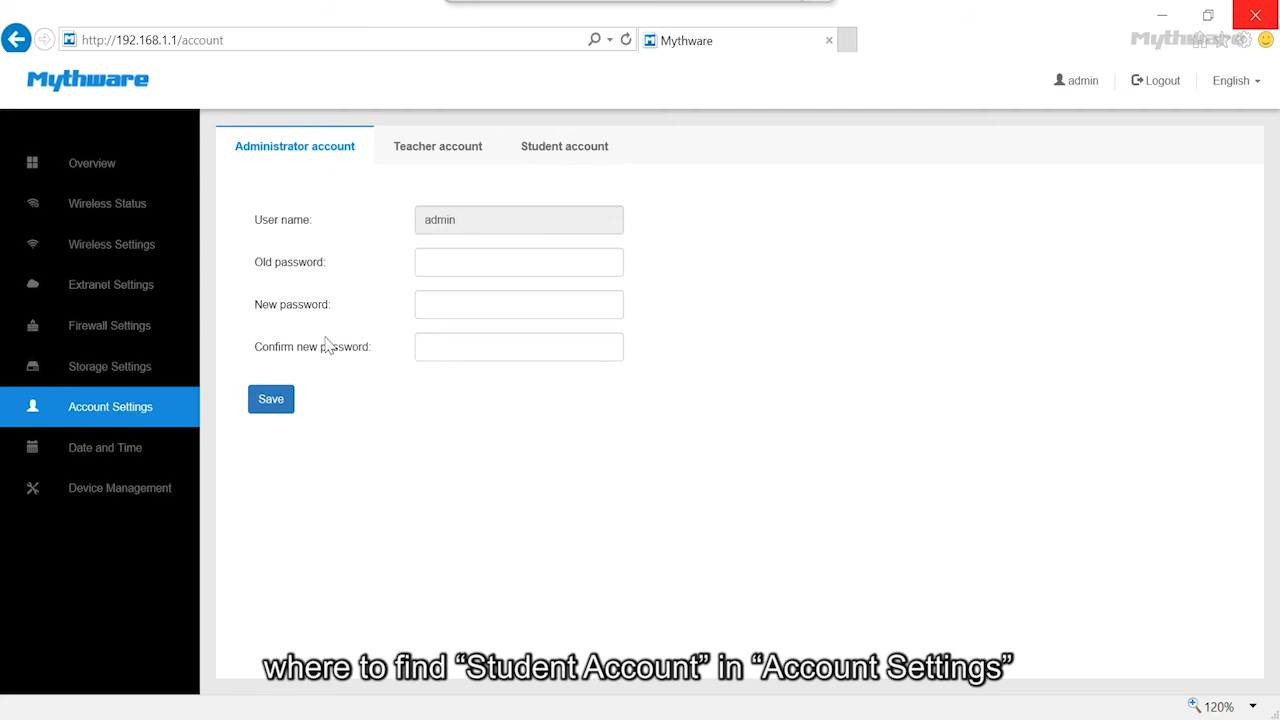 http://192.168.1.1/account
Mythware
Mythware
Mythware
admin
Logout
English
Overview
Wireless Status
Wireless Settings
Extranet Settings
Firewall Settings
Storage Settings
Account Settings
Date and Time
Device Management
Administrator account
Teacher account
Student account
User name:
admin
Old password:
New password:
Confirm new password:
Save
where to find “Student Account” in “Account Settings”
120%